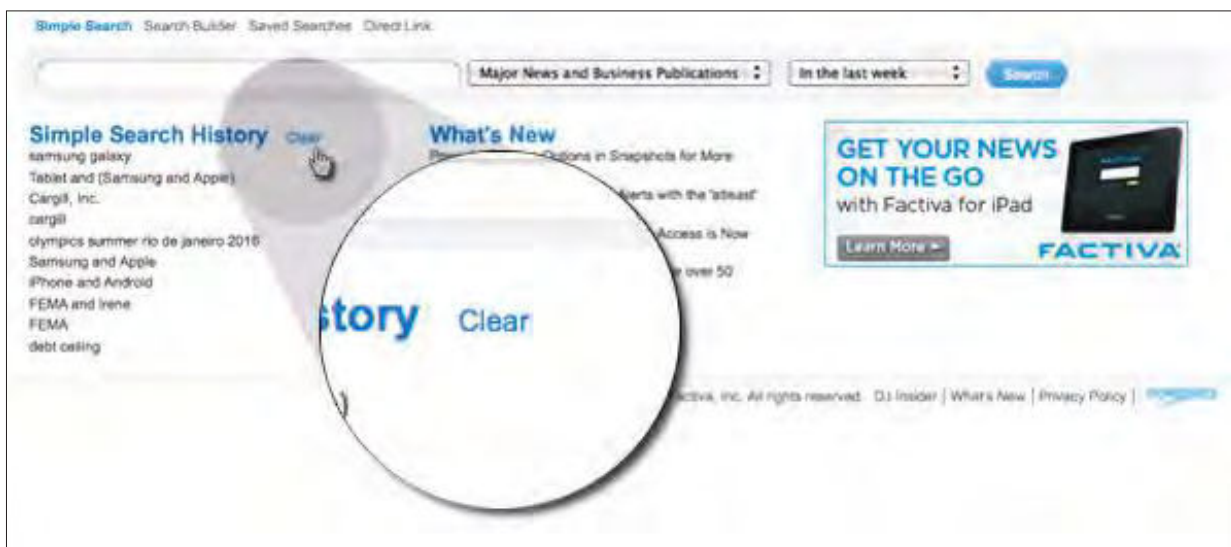 Simple Search Search Builder Saved Searches Direct Link
Major News and Business Publications In the last week Search
Simple Search History Clear
samsung galaxy
Tablet and (Samsung and Apple)
Cargill, Inc.
cargill
olympics summer rio de janeiro 2016
Samsung and Apple
iPhone and Android
FEMA and Irene
FEMA
debt ceiling
What's New
Options in Snapshots for More
erts with the "atleast"
Access is Now
e over 50
story Clear
)
GET YOUR NEWS
ON THE GO
with Factiva for iPad
Learn More
FACTIVA
activa, Inc. All rights reserved. DJ Insider | What's New | Privacy Policy |